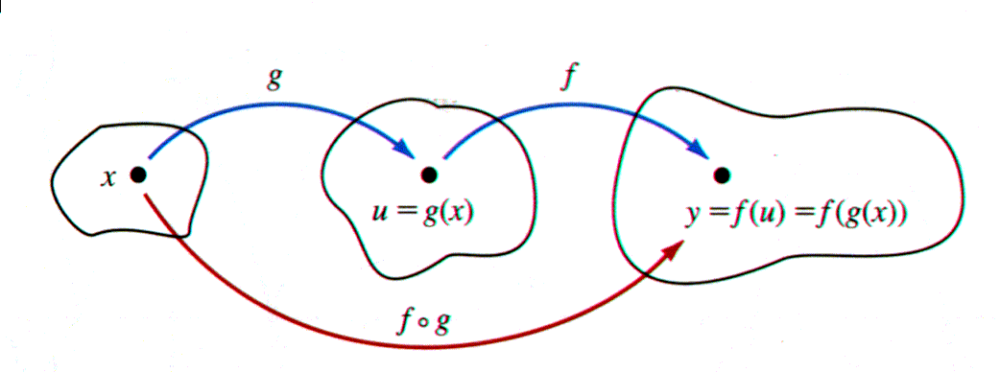 g
f
x
u = g(x)
y = f(u) = f(g(x))
f ∘ g